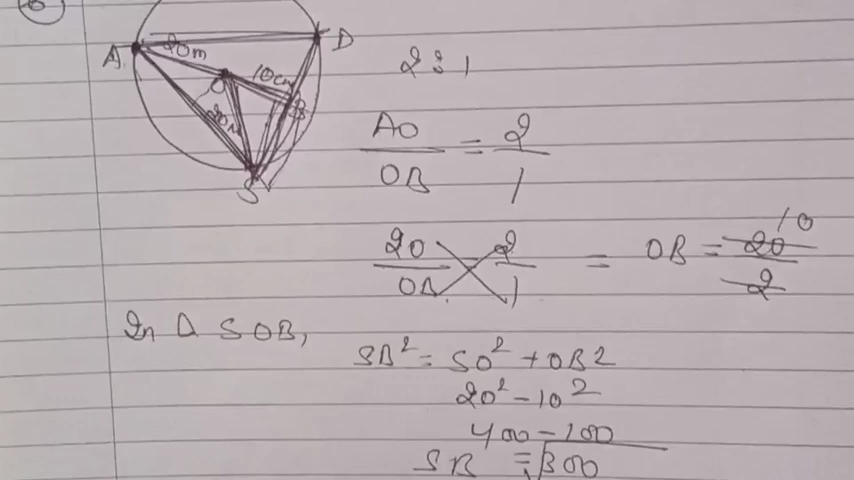 6
A D
20m
O 10cm
B
20m
S
2 : 1
AO / OB = 2 / 1
20 / OB = 2 / 1 = OB = 20 / 2 10
In Δ SOB,
SB² = SO² + OB2
20² - 10²
400 - 100
SB = √300